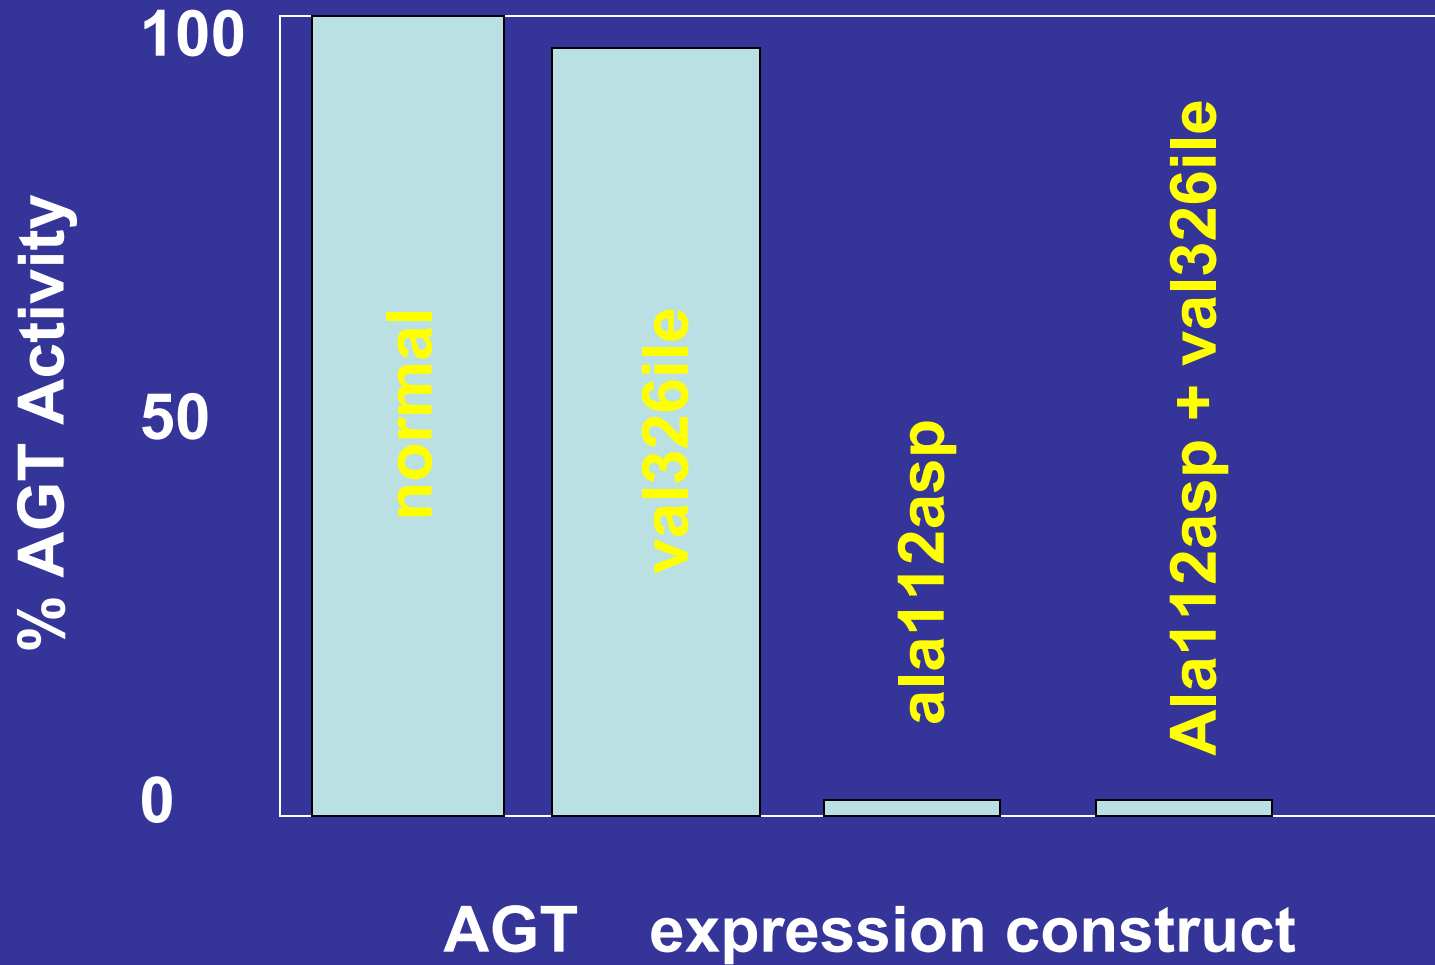 100
50
0
% AGT Activity
normal
val326ile
ala112asp
Ala112asp + val326ile
AGT expression construct